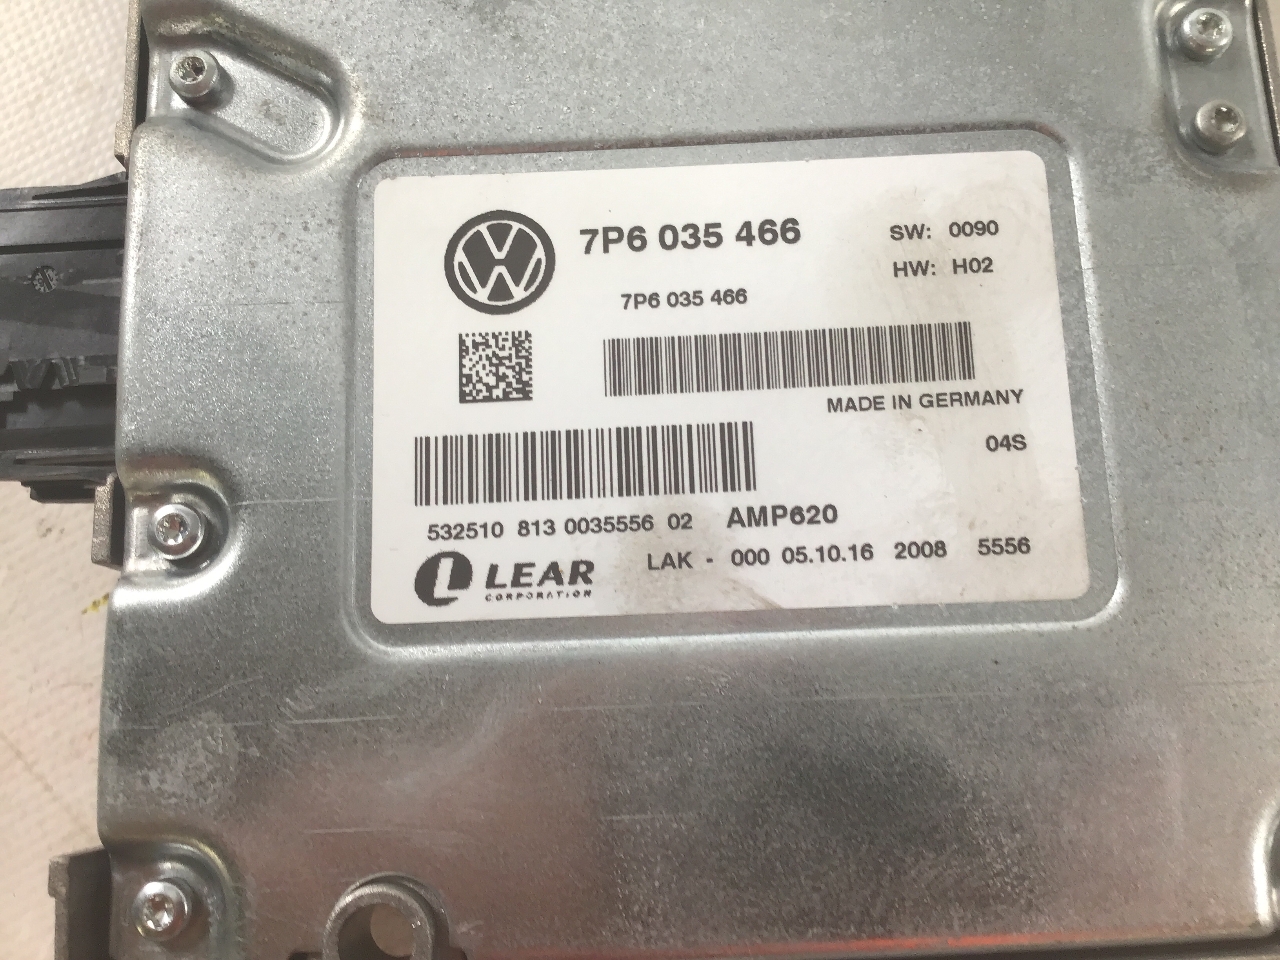 7P6 035 466
SW: 0090
HW: H02
7P6 035 466
MADE IN GERMANY
04S
532510 813 0035556 02 AMP620
LEAR
CORPORATION
LAK - 000 05.10.16 2008 5556